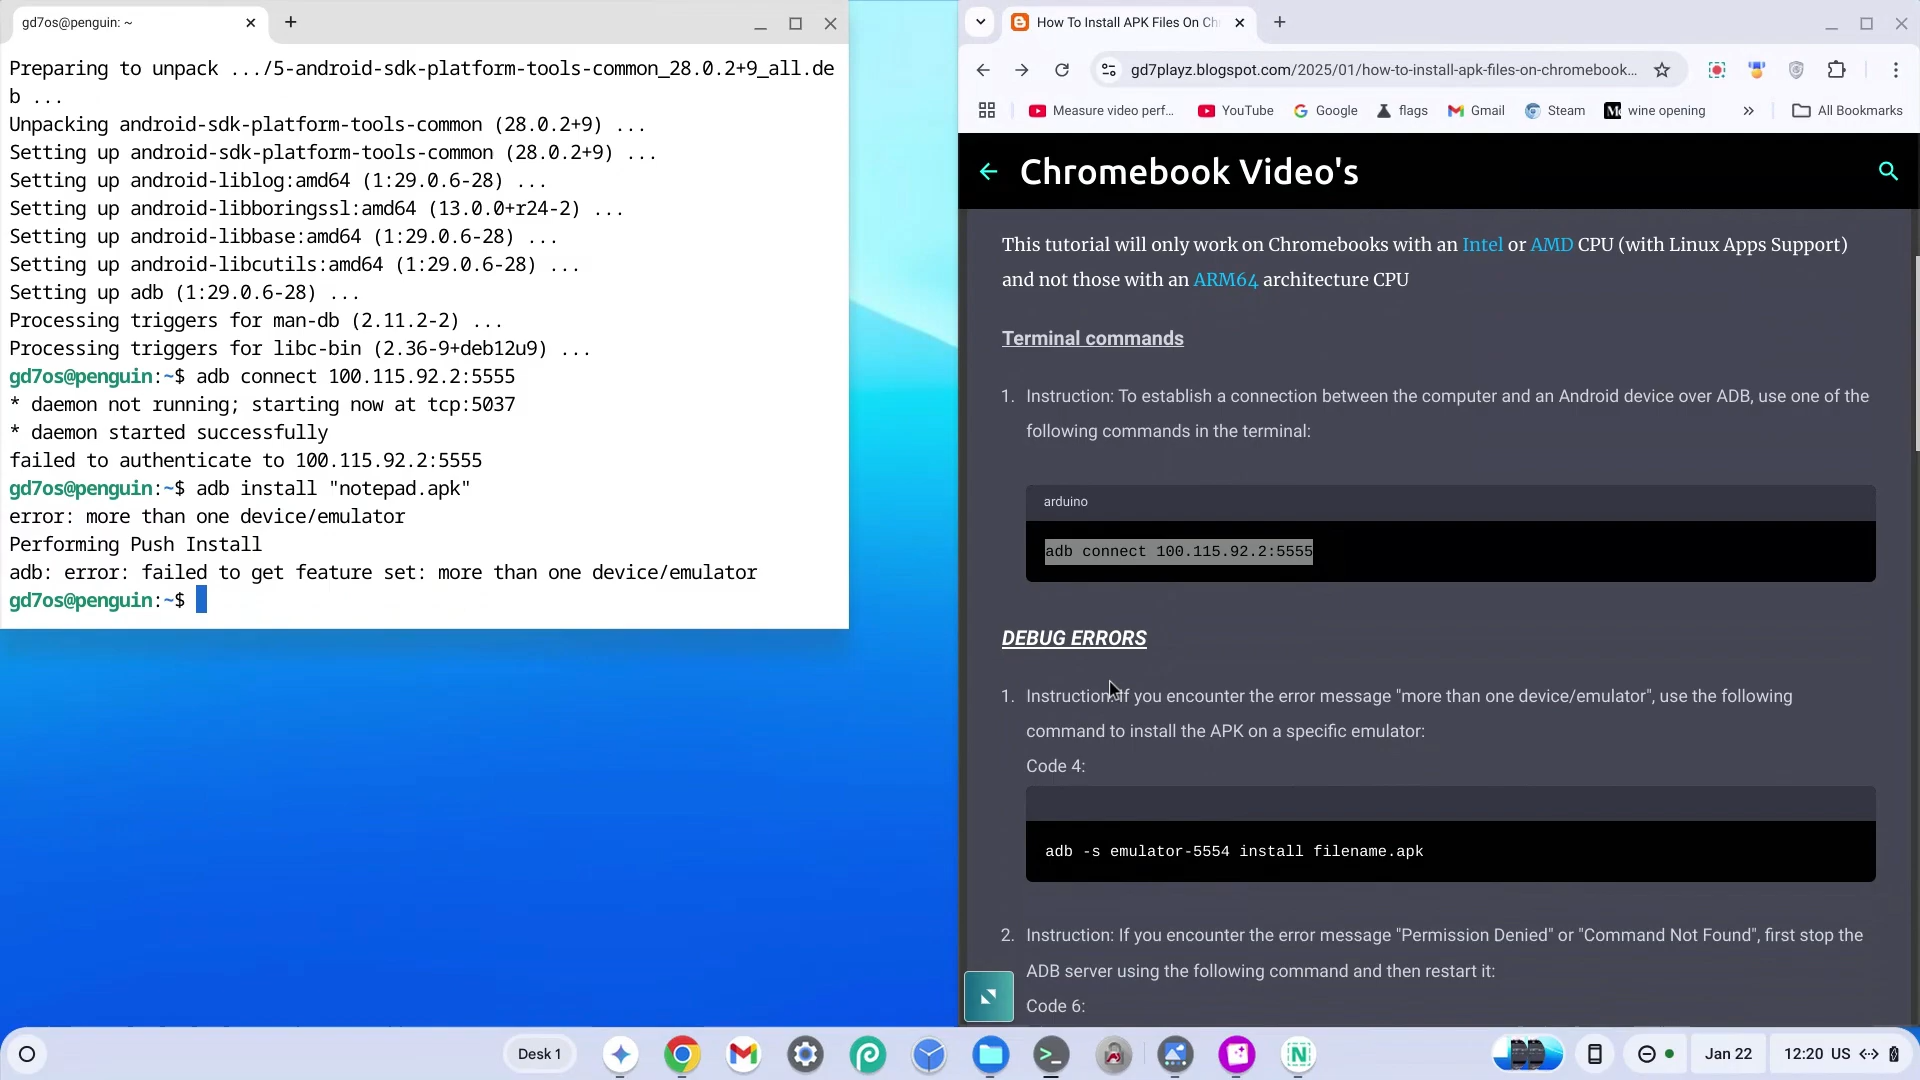 gd7os@penguin: ~
Preparing to unpack .../5-android-sdk-platform-tools-common_28.0.2+9_all.de
b ...
Unpacking android-sdk-platform-tools-common (28.0.2+9) ...
Setting up android-sdk-platform-tools-common (28.0.2+9) ...
Setting up android-liblog:amd64 (1:29.0.6-28) ...
Setting up android-libboringssl:amd64 (13.0.0+r24-2) ...
Setting up android-libbase:amd64 (1:29.0.6-28) ...
Setting up android-libcutils:amd64 (1:29.0.6-28) ...
Setting up adb (1:29.0.6-28) ...
Processing triggers for man-db (2.11.2-2) ...
Processing triggers for libc-bin (2.36-9+deb12u9) ...
gd7os@penguin:~$ adb connect 100.115.92.2:5555
* daemon not running; starting now at tcp:5037
* daemon started successfully
failed to authenticate to 100.115.92.2:5555
gd7os@penguin:~$ adb install "notepad.apk"
error: more than one device/emulator
Performing Push Install
adb: error: failed to get feature set: more than one device/emulator
gd7os@penguin:~$
How To Install APK Files On Ch
gd7playz.blogspot.com/2025/01/how-to-install-apk-files-on-chromebook...
Measure video perf... YouTube Google flags Gmail Steam wine opening » All Bookmarks
Chromebook Video's
This tutorial will only work on Chromebooks with an Intel or AMD CPU (with Linux Apps Support)
and not those with an ARM64 architecture CPU
Terminal commands
1. Instruction: To establish a connection between the computer and an Android device over ADB, use one of the
following commands in the terminal:
arduino
adb connect 100.115.92.2:5555
DEBUG ERRORS
1. Instruction: If you encounter the error message "more than one device/emulator", use the following
command to install the APK on a specific emulator:
Code 4:
adb -s emulator-5554 install filename.apk
2. Instruction: If you encounter the error message "Permission Denied" or "Command Not Found", first stop the
ADB server using the following command and then restart it:
Code 6:
Desk 1
Jan 22
12:20 US